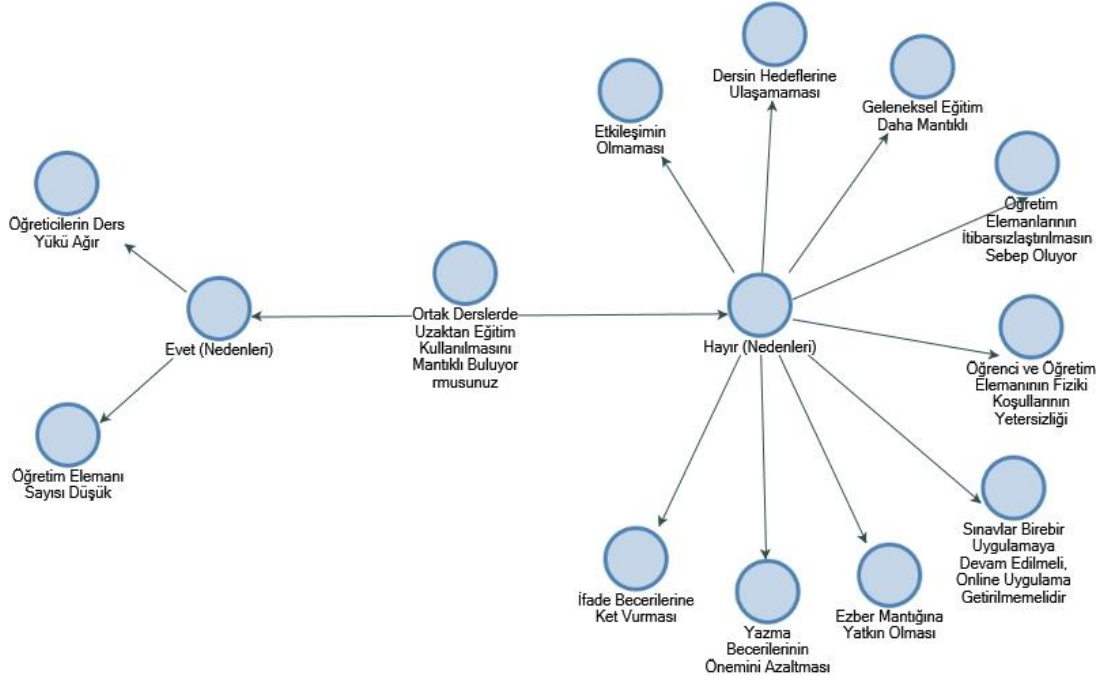 Dersin Hedeflerine
Ulaşamaması
Geleneksel Eğitim
Daha Mantıklı
Etkileşimin
Olmaması
Öğretim
Elemanlarının
İtibarsızlaştırılmasın
Sebep Oluyor
Öğreticilerin Ders
Yükü Ağır
Evet (Nedenleri)
Ortak Derslerde
Uzaktan Eğitim
Kullanılmasını
Mantıklı Buluyor
rmusunuz
Hayır (Nedenleri)
Öğrenci ve Öğretim
Elemanının Fiziki
Koşullarının
Yetersizliği
Öğretim Elemanı
Sayısı Düşük
Sınavlar Birebir
Uygulamaya
Devam Edilmeli,
Online Uygulama
Getirilmemelidir
İfade Becerilerine
Ket Vurması
Yazma
Becerilerinin
Önemini Azaltması
Ezber Mantığına
Yatkın Olması